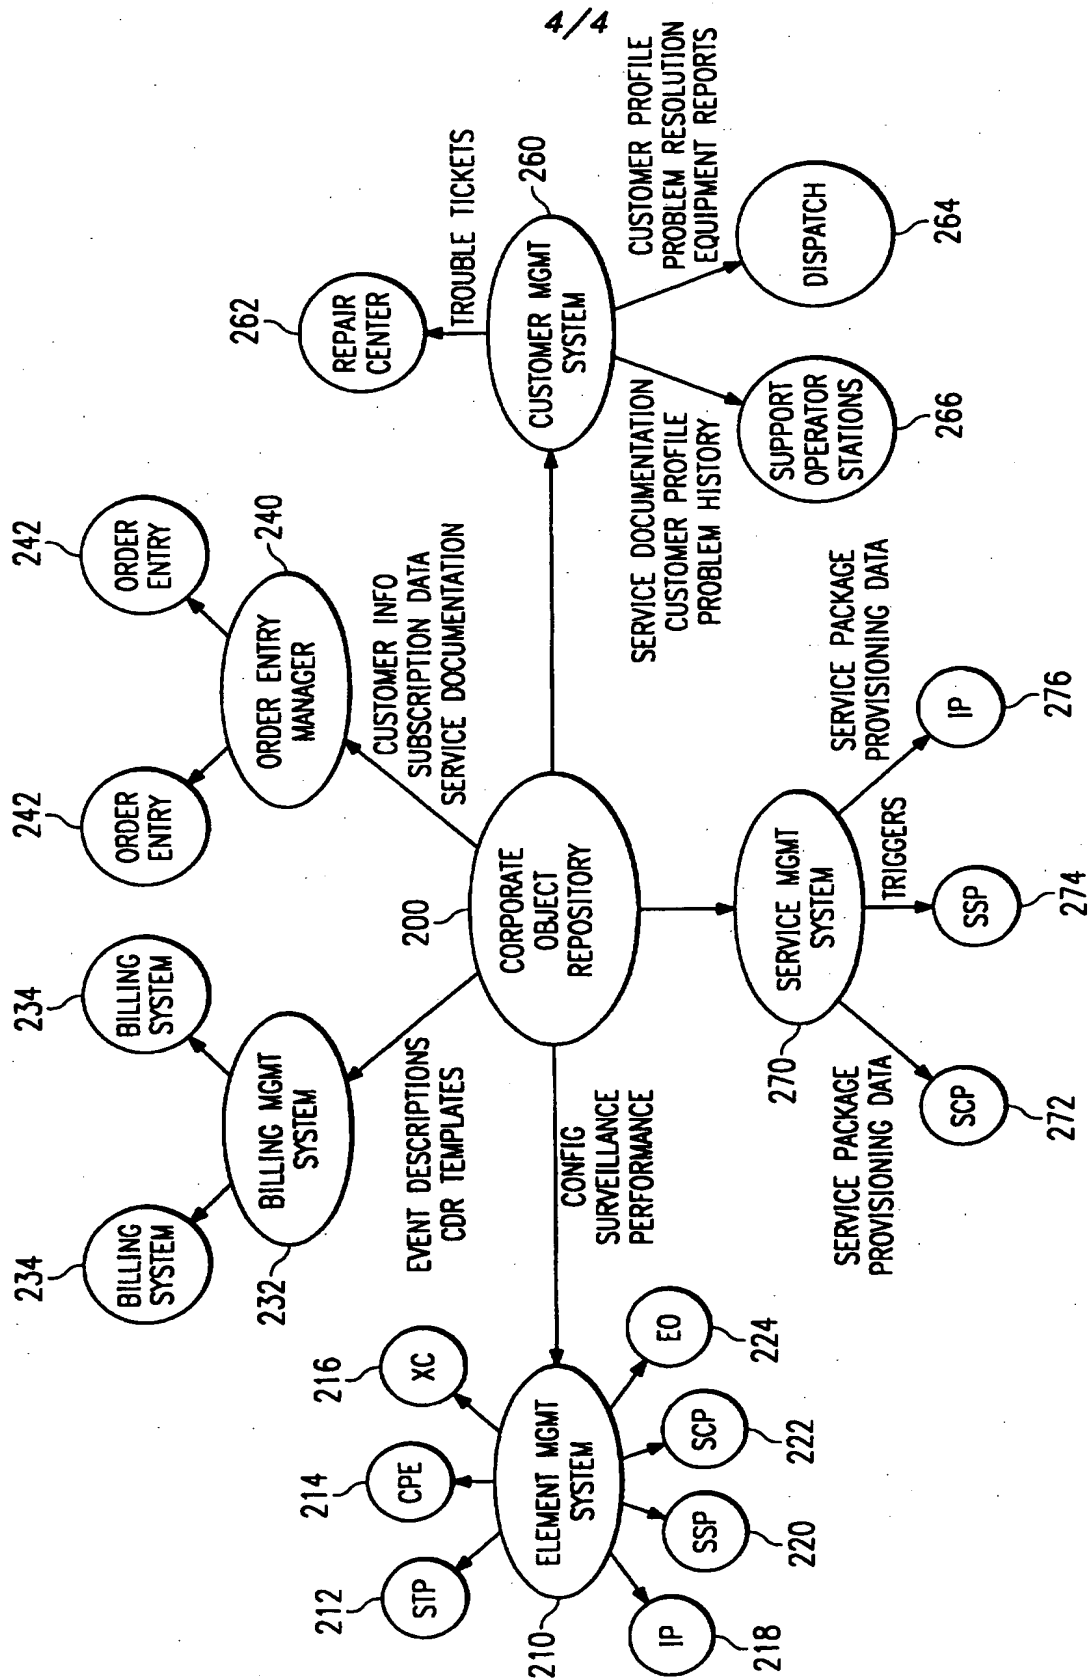 4/4
242
ORDER
ENTRY
242
ORDER
ENTRY
240
ORDER ENTRY
MANAGER
234
BILLING
SYSTEM
234
BILLING
SYSTEM
BILLING MGMT
SYSTEM
232
262
REPAIR
CENTER
TROUBLE TICKETS
260
CUSTOMER MGMT
SYSTEM
CUSTOMER INFO
SUBSCRIPTION DATA
SERVICE DOCUMENTATION
EVENT DESCRIPTIONS
CDR TEMPLATES
200
CORPORATE
OBJECT
REPOSITORY
CONFIG
SURVEILLANCE
PERFORMANCE
216
XC
214
CPE
212
STP
ELEMENT MGMT
SYSTEM
210
IP
218
SSP
220
SCP
222
EO
224
SERVICE MGMT
SYSTEM
270
SERVICE PACKAGE
PROVISIONING DATA
SCP
272
TRIGGERS
SSP
274
SERVICE PACKAGE
PROVISIONING DATA
IP
276
SERVICE DOCUMENTATION
CUSTOMER PROFILE
PROBLEM HISTORY
SUPPORT
OPERATOR
STATIONS
266
CUSTOMER PROFILE
PROBLEM RESOLUTION
EQUIPMENT REPORTS
DISPATCH
264